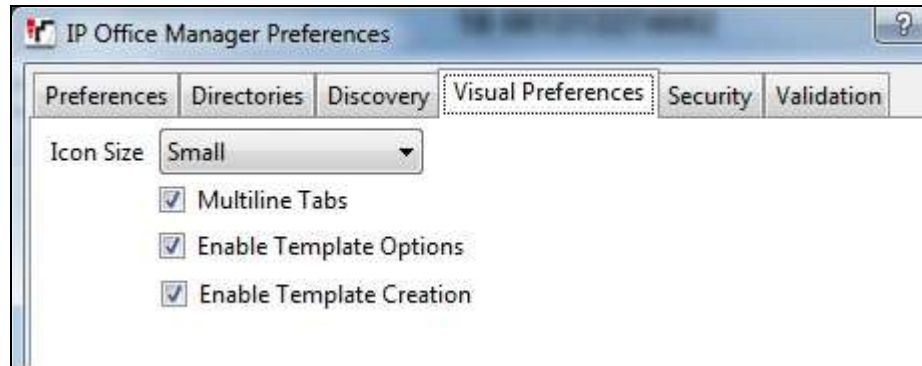 IP Office Manager Preferences
Preferences Directories Discovery Visual Preferences Security Validation
Icon Size Small
Multiline Tabs
Enable Template Options
Enable Template Creation